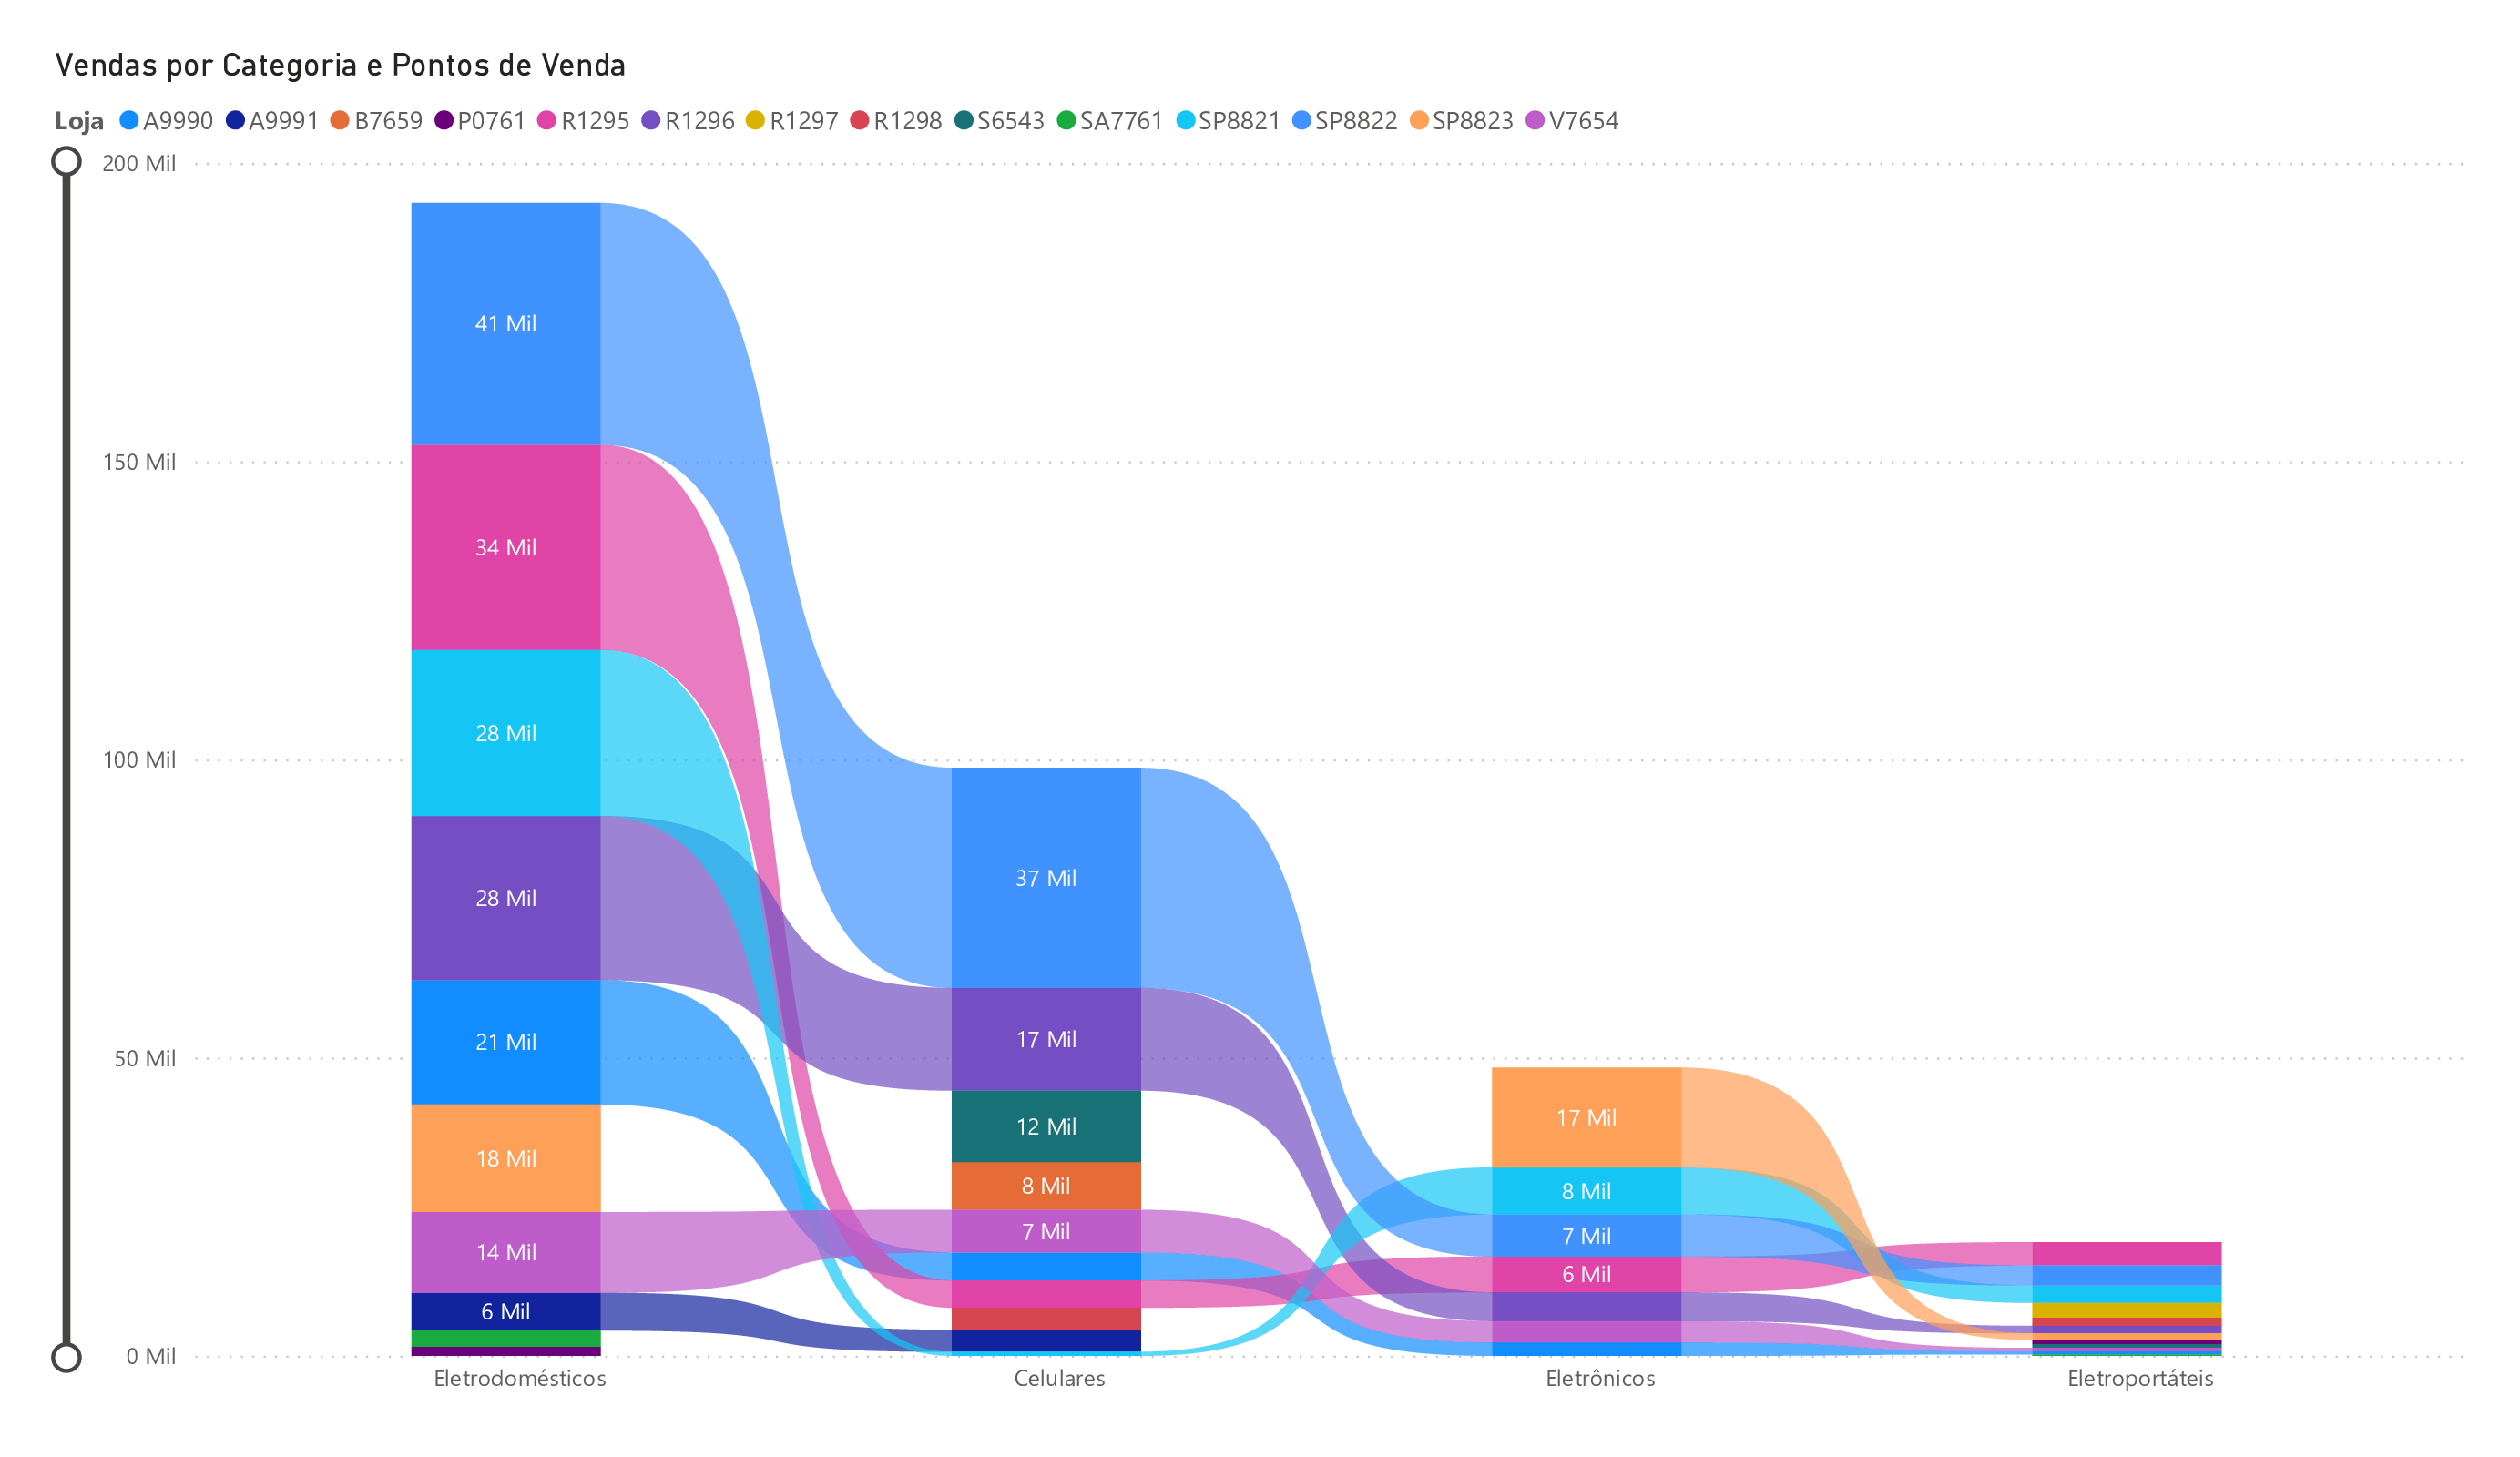 Vendas por Categoria e Pontos de Venda
Loja A9990 A9991 B7659 P0761 R1295 R1296 R1297 R1298 S6543 SA7761 SP8821 SP8822 SP8823 V7654
200 Mil
150 Mil
100 Mil
50 Mil
0 Mil
41 Mil
34 Mil
28 Mil
28 Mil
21 Mil
18 Mil
14 Mil
6 Mil
37 Mil
17 Mil
12 Mil
8 Mil
7 Mil
17 Mil
8 Mil
7 Mil
6 Mil
Eletrodomésticos Celulares Eletrônicos Eletroportáteis